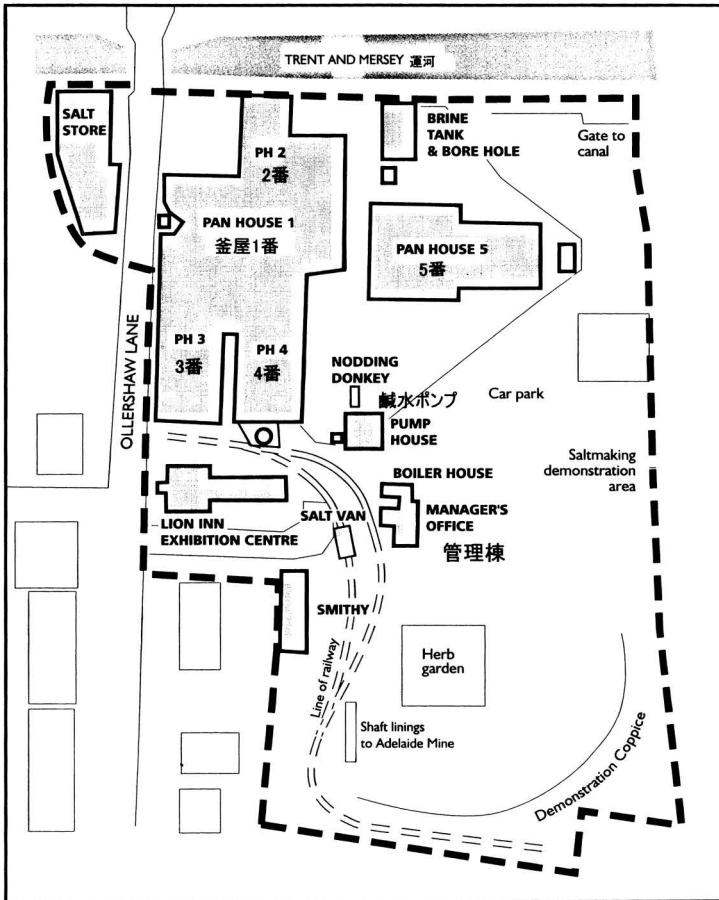 TRENT AND MERSEY 運河
SALT
STORE
PH 2
2番
BRINE
TANK
& BORE HOLE
Gate to
canal
PAN HOUSE 1
釜屋1番
PAN HOUSE 5
5番
OLLERSHAW LANE
PH 3
3番
PH 4
4番
NODDING
DONKEY
鹹水ポンプ
PUMP
HOUSE
Car park
Saltmaking
demonstration
area
BOILER HOUSE
MANAGER'S
OFFICE
管理棟
SALT VAN
LION INN
EXHIBITION CENTRE
SMITHY
Line of railway
Herb
garden
Shaft linings
to Adelaide Mine
Demonstration Coppice